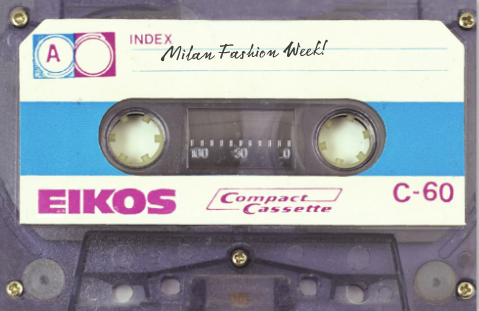 A
INDEX
Milan Fashion Week!
100 50 0
EIKOS
Compact
Cassette
C-60